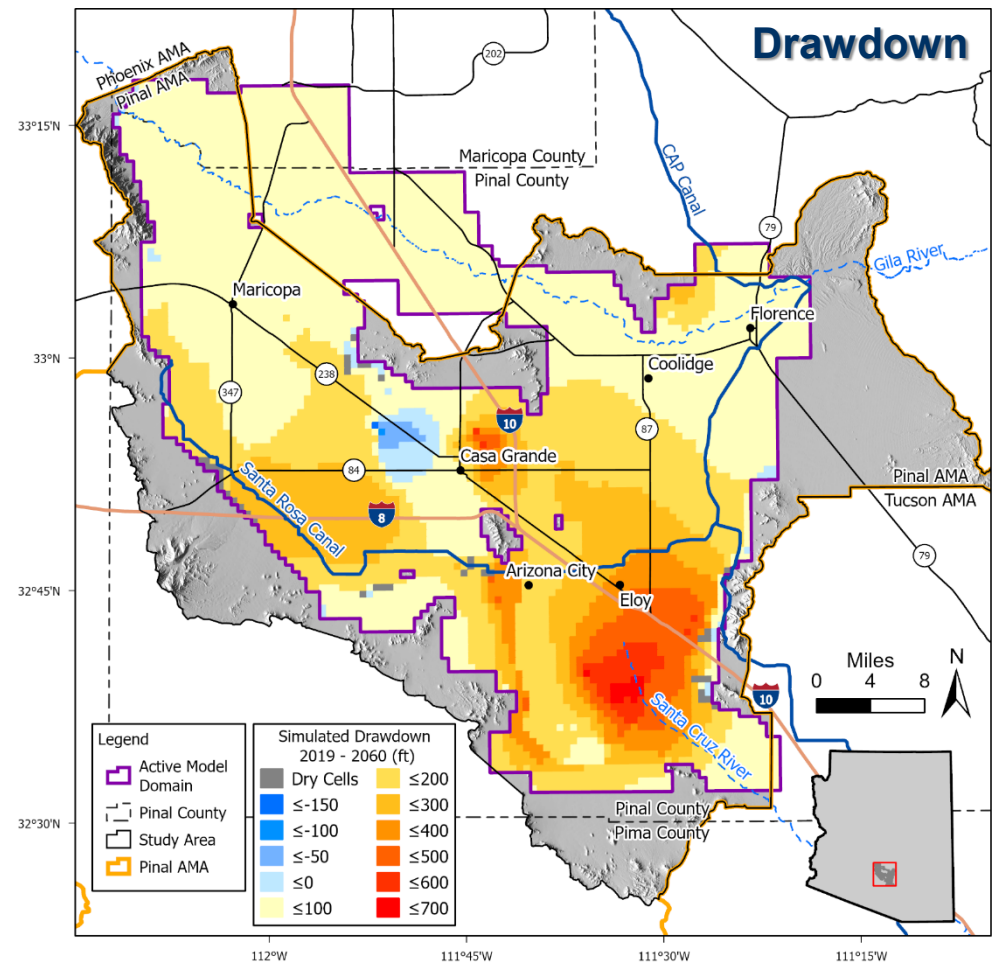 Drawdown
Phoenix AMA
Pinal AMA
202
33°15'N
Maricopa County
Pinal County
CAP Canal
79
Gila River
Maricopa
Florence
33°N
Coolidge
238
347
10
87
Casa Grande
84
Santa Rosa Canal
8
Pinal AMA
Tucson AMA
79
Arizona City
32°45'N
Eloy
Miles
0 4 8
N
10
Santa Cruz River
Legend
Active Model
Domain
Pinal County
Study Area
Pinal AMA
Simulated Drawdown
2019 - 2060 (ft)
Dry Cells
≤-150
≤-100
≤-50
≤0
≤100
≤200
≤300
≤400
≤500
≤600
≤700
Pinal County
Pima County
32°30'N
112°W
111°45'W
111°30'W
111°15'W